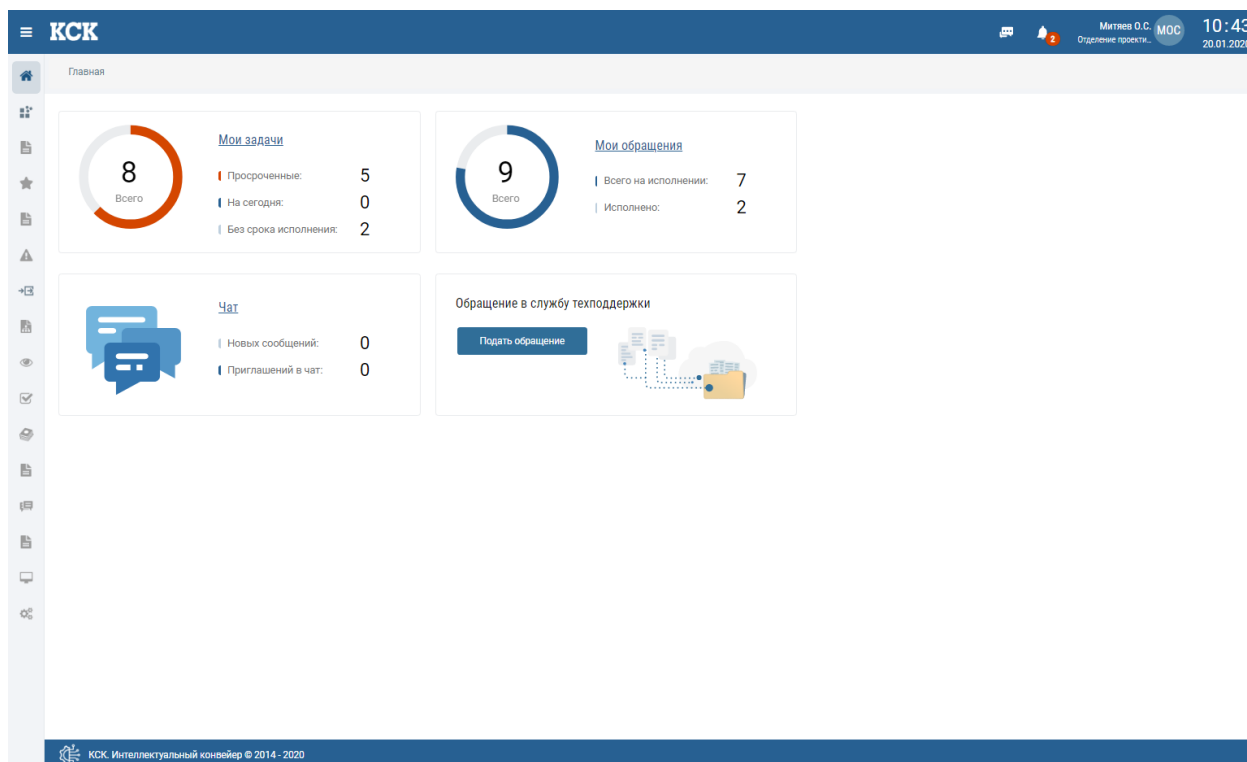 КСК
2
Митяев О.С.
Отделение проекти...
МОС
10:43
20.01.2020
Главная
8
Всего
Мои задачи
Просроченные: 5
На сегодня: 0
Без срока исполнения: 2
9
Всего
Мои обращения
Всего на исполнении: 7
Исполнено: 2
Чат
Новых сообщений: 0
Приглашений в чат: 0
Обращение в службу техподдержки
Подать обращение
КСК. Интеллектуальный конвейер © 2014 - 2020